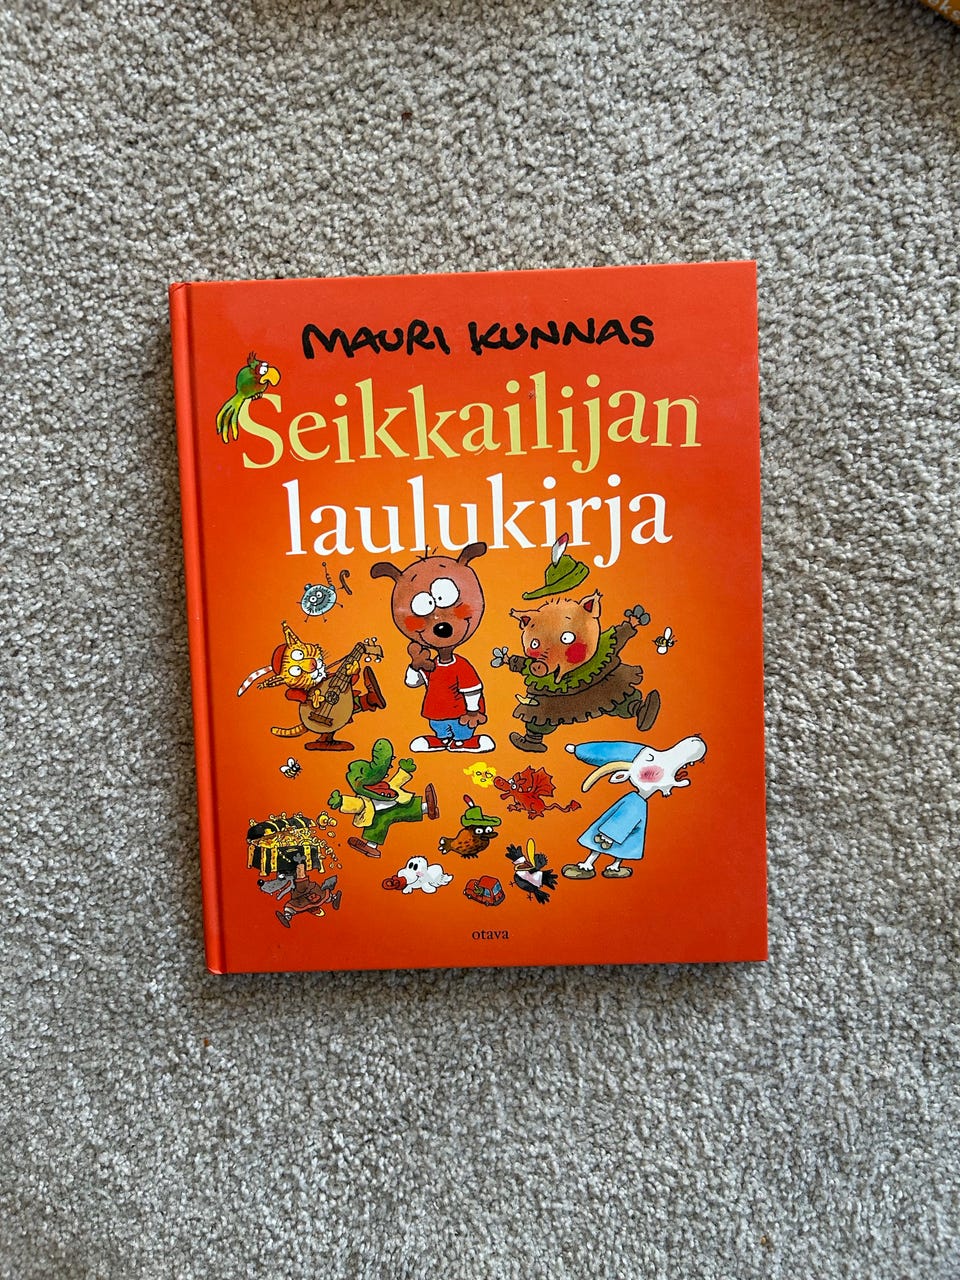 MAURI KUNNAS
Seikkailijan
laulukirja
otava